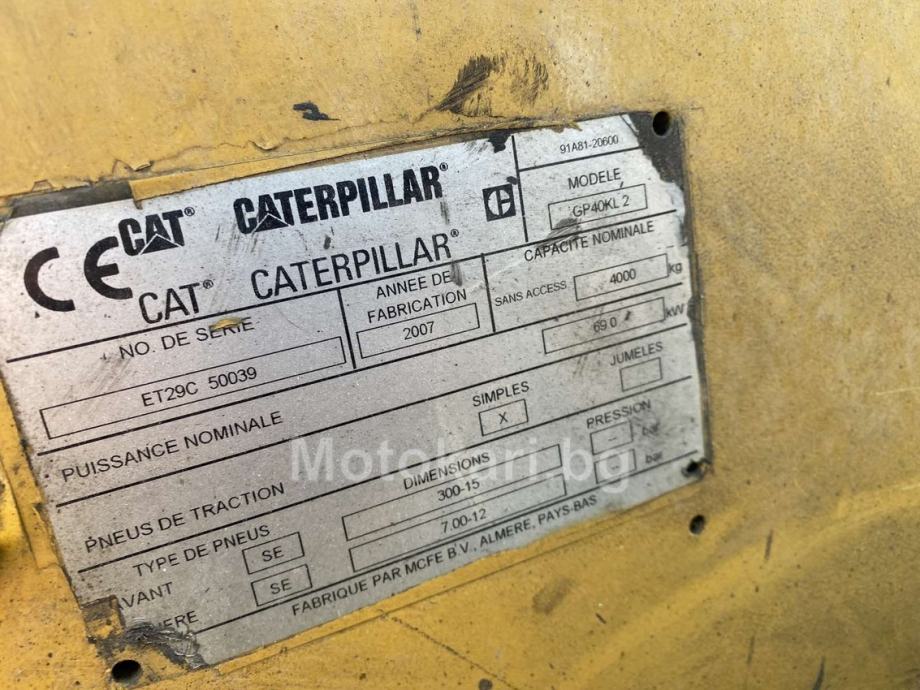 91A81-20600
CE CAT® CATERPILLAR® C
MODELE
GP40KL 2
CAT® CATERPILLAR®
CAPACITE NOMINALE
SANS ACCESS 4000 kg
NO. DE SERIE
ET29C 50039
ANNEE DE
FABRICATION
2007
PUISSANCE NOMINALE 69.0 kW
SIMPLES JUMELES
PNEUS DE TRACTION X
TYPE DE PNEUS DIMENSIONS PRESSION
AVANT SE 300-15 - bar
IERE SE 7.00-12 bar
FABRIQUE PAR MCFE B.V., ALMERE, PAYS-BAS
Motokari.bg